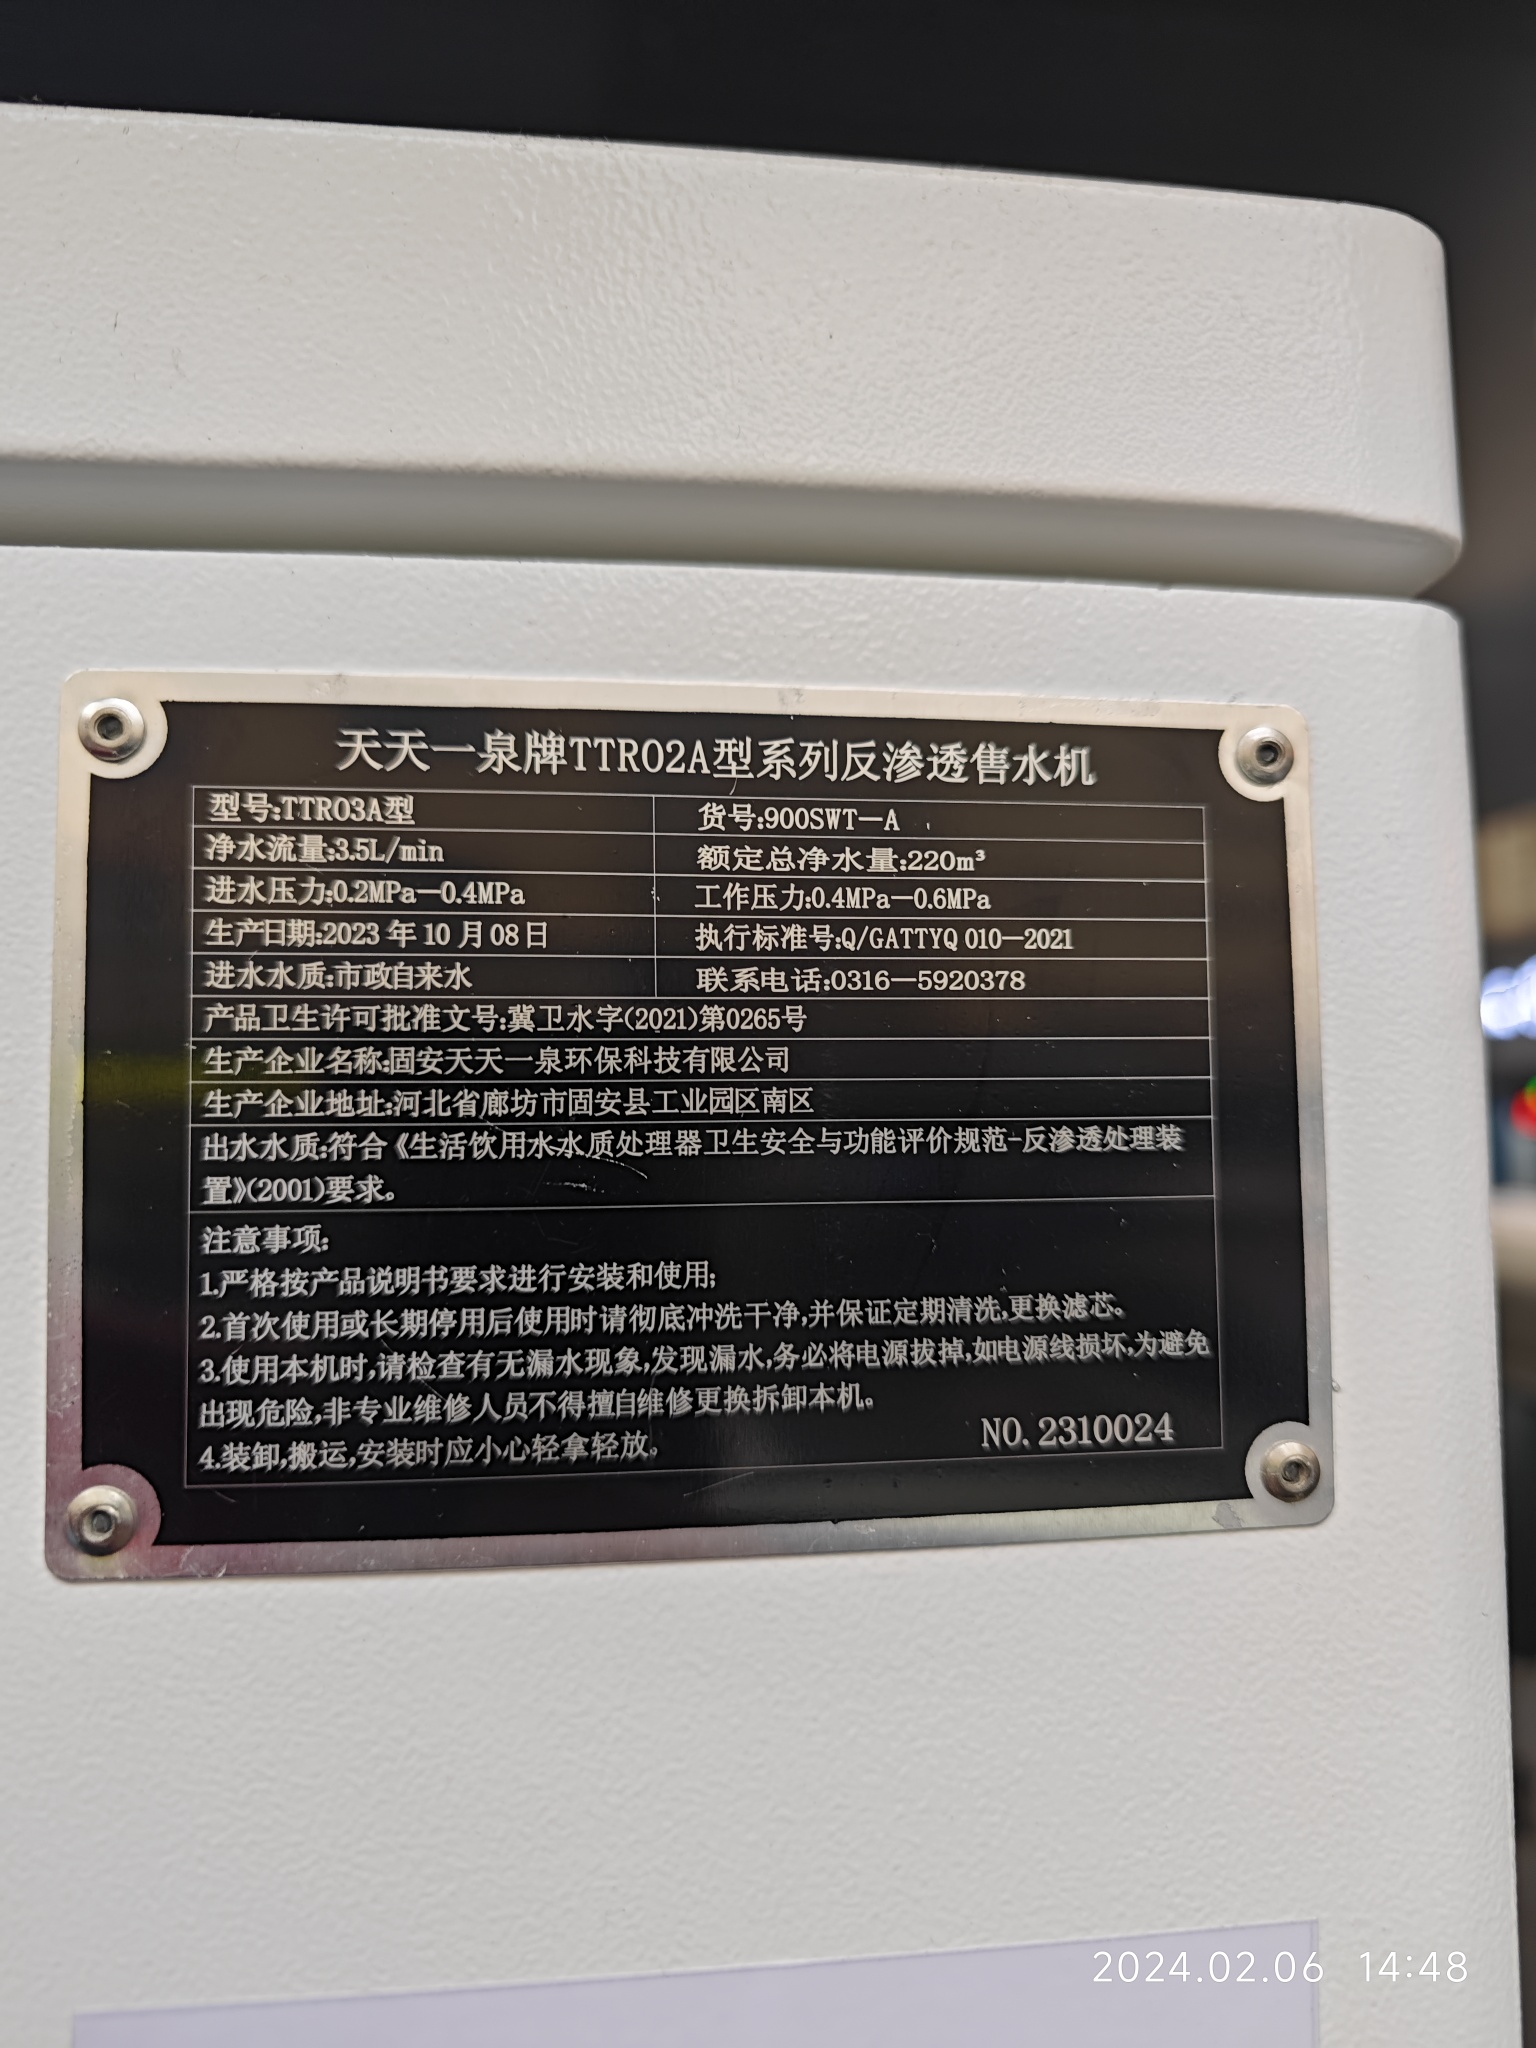 天天一泉牌TTRO2A型系列反渗透售水机
型号:TTRO3A型 货号:900SWT—A
净水流量:3.5L/min 额定总净水量:220m³
进水压力:0.2MPa—0.4MPa 工作压力:0.4MPa—0.6MPa
生产日期:2023 年 10 月 08 日 执行标准号:Q/GATTYQ 010—2021
进水水质:市政自来水 联系电话:0316—5920378
产品卫生许可批准文号:冀卫水字(2021)第0265号
生产企业名称:固安天天一泉环保科技有限公司
生产企业地址:河北省廊坊市固安县工业园区南区
出水水质:符合《生活饮用水水质处理器卫生安全与功能评价规范-反渗透处理装
置》(2001)要求。
注意事项:
1.严格按产品说明书要求进行安装和使用;
2.首次使用或长期停用后使用时请彻底冲洗干净,并保证定期清洗,更换滤芯。
3.使用本机时,请检查有无漏水现象,发现漏水,务必将电源拔掉,如电源线损坏,为避免
出现危险,非专业维修人员不得擅自维修更换拆卸本机。
4.装卸,搬运,安装时应小心轻拿轻放。
NO. 2310024
2024.02.06 14:48